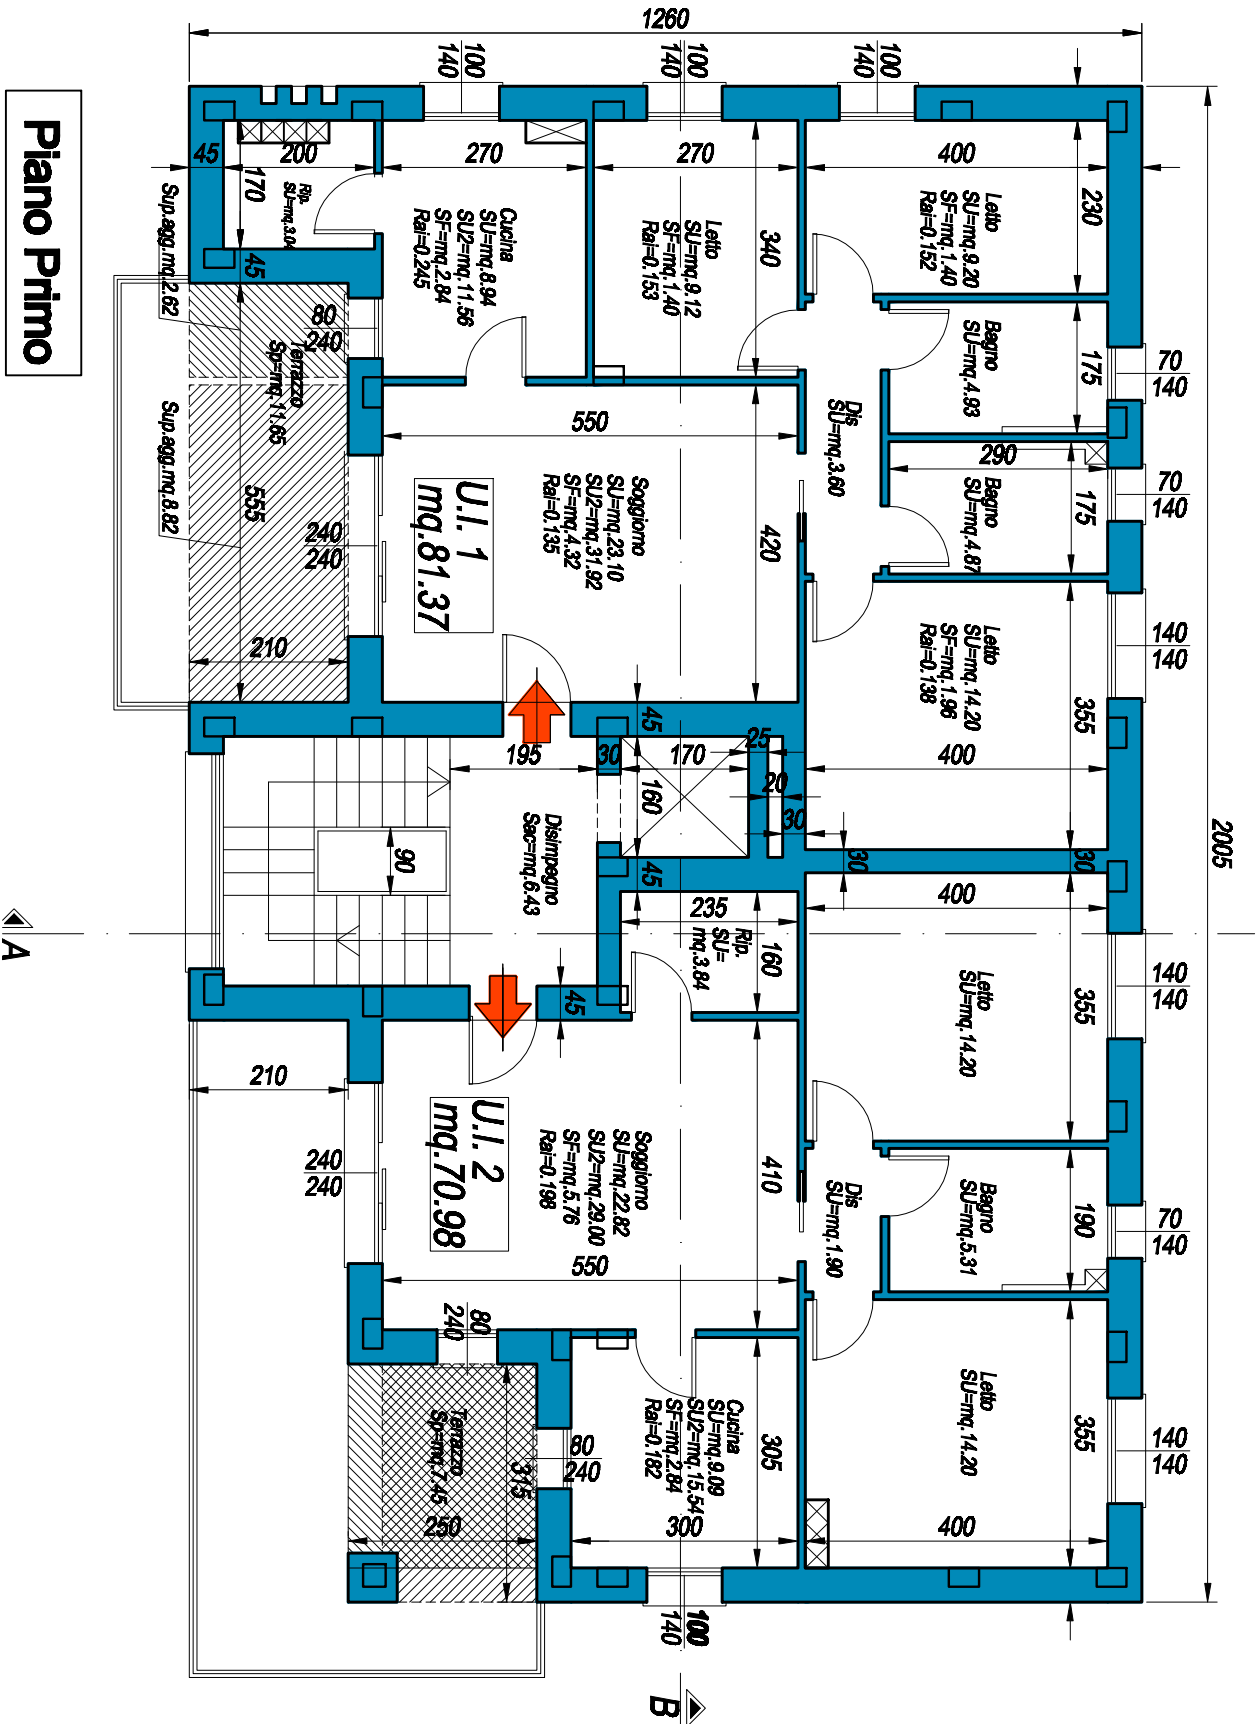 1260
100
140
100
140
100
140
45
200
170
Rip.
SU=mq.3.04
270
Cucina
SU=mq.8.94
SU2=mq.11.56
SF=mq.2.84
Rai=0.245
270
340
Letto
SU=mq.9.12
SF=mq.1.40
Rai=0.153
400
230
Letto
SU=mq.9.20
SF=mq.1.40
Rai=0.152
Piano Primo
Sup.agg.mq.2.62
45
80
240
Terrazzo
Sp=mq.11.65
Sup.agg.mq.8.82
555
210
240
240
550
Soggiorno
SU=mq.23.10
SU2=mq.31.92
SF=mq.4.32
Rai=0.135
420
U.I. 1
mq.81.37
Dis
SU=mq.3.60
Bagno
SU=mq.4.93
175
70
140
290
Bagno
SU=mq.4.87
175
70
140
Letto
SU=mq.14.20
SF=mq.1.96
Rai=0.138
355
400
140
140
2005
45
195
30
170
160
25
20
30
30
30
Disimpegno
Sac=mq.6.43
90
45
235
Rip.
SU=
mq.3.84
160
45
A
400
Letto
SU=mq.14.20
355
140
140
210
240
240
U.I. 2
mq.70.98
Soggiorno
SU=mq.22.82
SU2=mq.29.00
SF=mq.5.76
Rai=0.198
410
550
Dis
SU=mq.1.90
Bagno
SU=mq.5.31
190
70
140
80
240
Terrazzo
Sp=mq.7.45
315
250
80
240
Cucina
SU=mq.9.09
SU2=mq.15.54
SF=mq.2.84
Rai=0.182
305
300
Letto
SU=mq.14.20
355
400
140
140
100
140
B